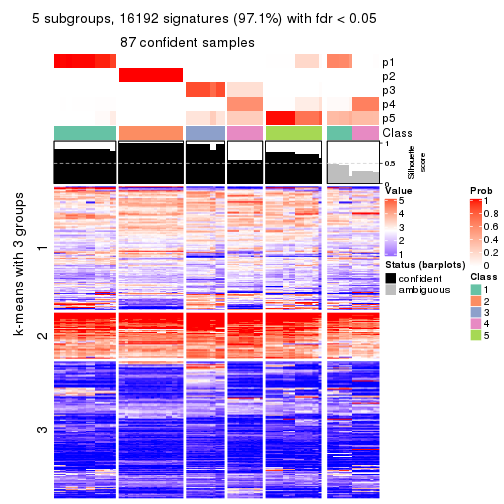 5 subgroups, 16192 signatures (97.1%) with fdr < 0.05
87 confident samples
p1
p2
p3
p4
p5
Class
1
0.5
0
Silhouette
score
k-means with 3 groups
1
2
3
Value
5
4
3
2
1
Status (barplots)
confident
ambiguous
Prob
1
0.8
0.6
0.4
0.2
0
Class
1
2
3
4
5